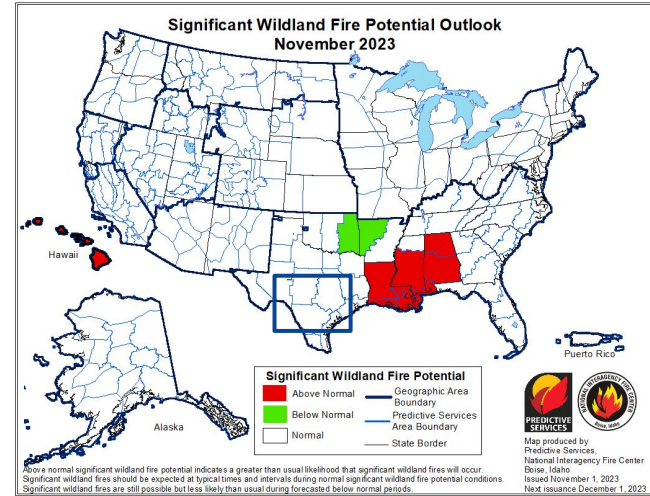 Significant Wildland Fire Potential Outlook
November 2023
Hawaii
Alaska
Puerto Rico
Significant Wildland Fire Potential
Above Normal
Below Normal
Normal
Geographic Area
Boundary
Predictive Services
Area Boundary
State Border
PREDICTIVE
SERVICES
NATIONAL INTERAGENCY FIRE CENTER
Boise, Idaho
Map produced by
Predictive Services,
National Interagency Fire Center
Boise, Idaho
Issued November 1, 2023
Next issuance December 1, 2023
Above normal significant wildland fire potential indicates a greater than usual likelihood that significant wildland fires will occur.
Significant wildland fires should be expected at typical times and intervals during normal significant wildland fire potential conditions.
Significant wildland fires are still possible but less likely than usual during forecasted below normal periods.